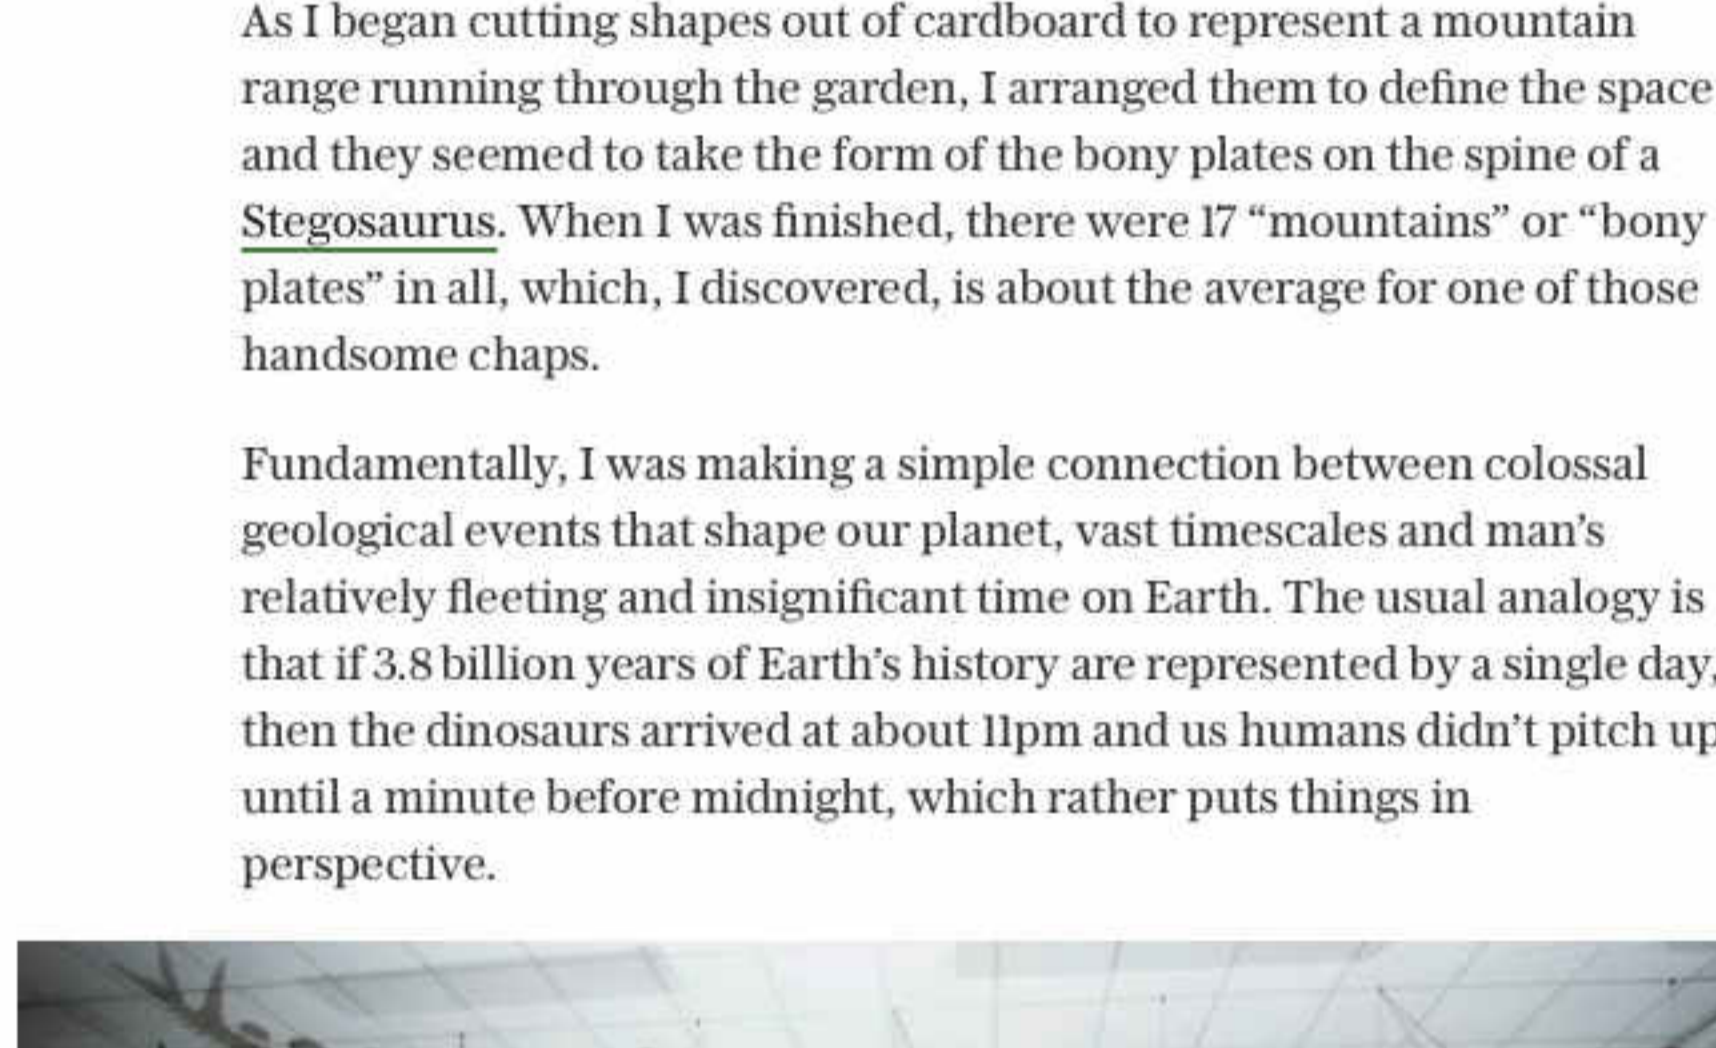 As I began cutting shapes out of cardboard to represent a mountain
range running through the garden, I arranged them to define the space
and they seemed to take the form of the bony plates on the spine of a
Stegosaurus. When I was finished, there were 17 “mountains” or “bony
plates” in all, which, I discovered, is about the average for one of those
handsome chaps.
Fundamentally, I was making a simple connection between colossal
geological events that shape our planet, vast timescales and man’s
relatively fleeting and insignificant time on Earth. The usual analogy is
that if 3.8 billion years of Earth’s history are represented by a single day,
then the dinosaurs arrived at about 11pm and us humans didn’t pitch up
until a minute before midnight, which rather puts things in
perspective.